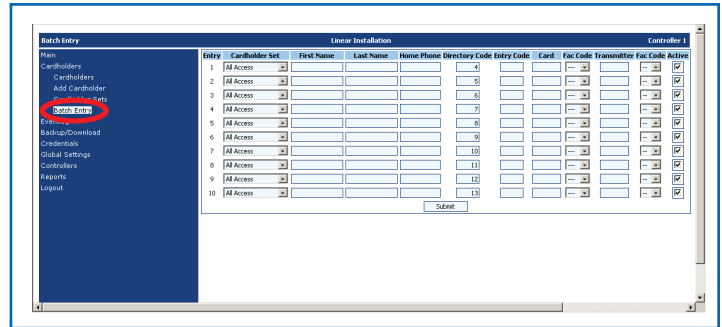 Batch Entry Linear Installation Controller 1
Main
Cardholders
Cardholders
Add Cardholder
Cardholder Sets
Batch Entry
Eventlog
Backup/Download
Credentials
Global Settings
Controllers
Reports
Logout
Entry Cardholder Set First Name Last Name Home Phone Directory Code Entry Code Card Fac Code Transmitter Fac Code Active
1 All Access 4 --- --
2 All Access 5 --- --
3 All Access 6 --- --
4 All Access 7 --- --
5 All Access 8 --- --
6 All Access 9 --- --
7 All Access 10 --- --
8 All Access 11 --- --
9 All Access 12 --- --
10 All Access 13 --- --
Submit